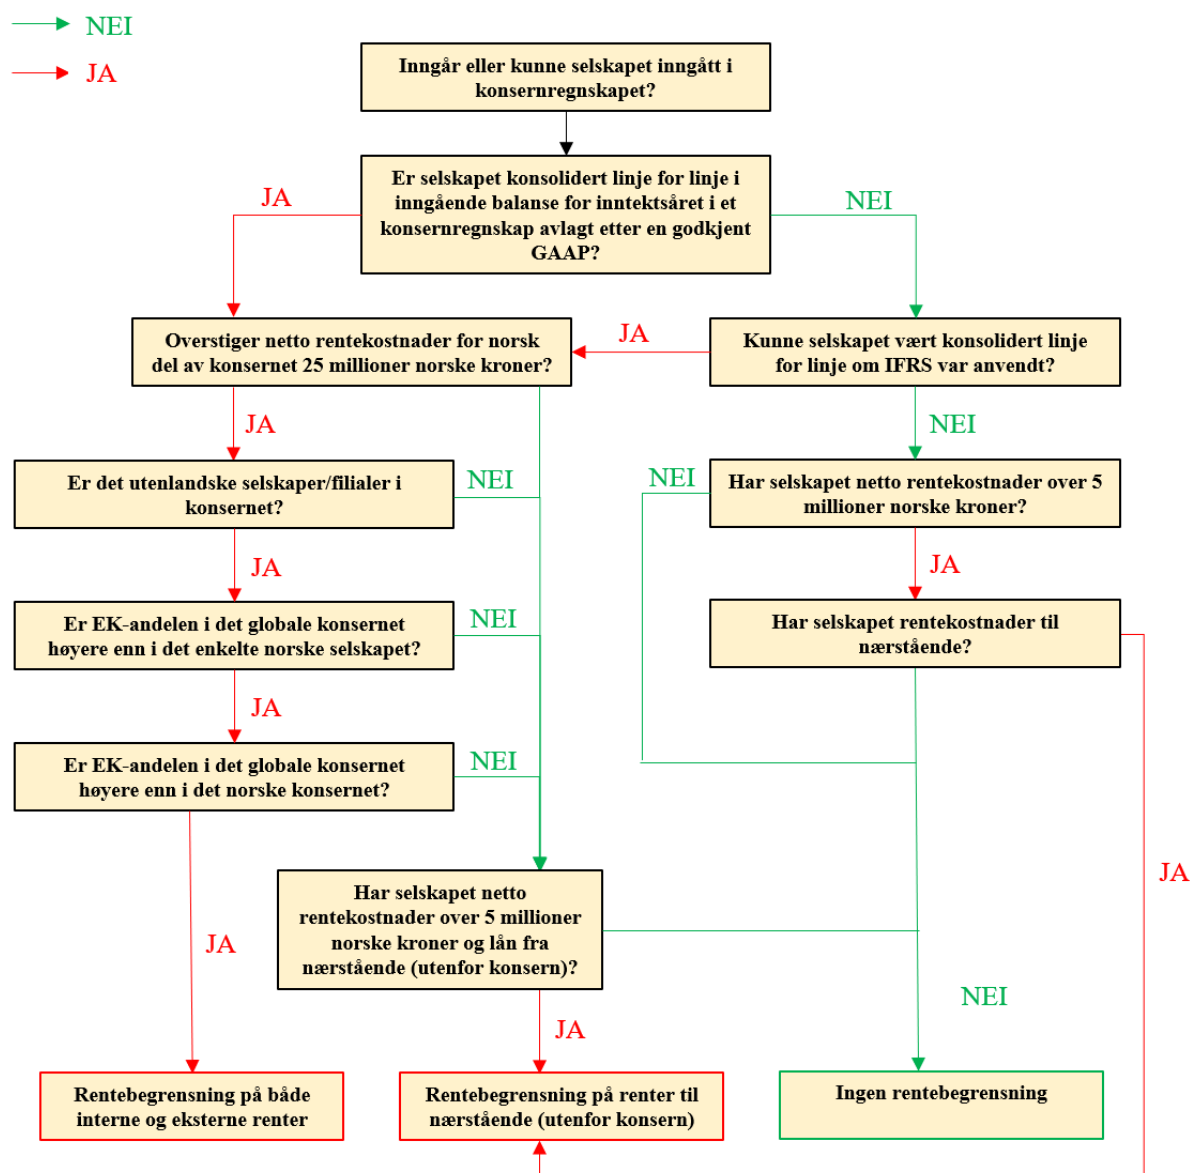 NEI
JA
Inngår eller kunne selskapet inngått i
konsernregnskapet?
Er selskapet konsolidert linje for linje i
inngående balanse for inntektsåret i et
konsernregnskap avlagt etter en godkjent
GAAP?
JA
NEI
Overstiger netto rentekostnader for norsk
del av konsernet 25 millioner norske kroner?
JA
Kunne selskapet vært konsolidert linje
for linje om IFRS var anvendt?
JA
NEI
Er det utenlandske selskaper/filialer i
konsernet?
NEI
NEI
Har selskapet netto rentekostnader over 5
millioner norske kroner?
JA
JA
Er EK-andelen i det globale konsernet
høyere enn i det enkelte norske selskapet?
NEI
Har selskapet rentekostnader til
nærstående?
JA
Er EK-andelen i det globale konsernet
høyere enn i det norske konsernet?
NEI
Har selskapet netto
rentekostnader over 5 millioner
norske kroner og lån fra
nærstående (utenfor konsern)?
JA
JA
NEI
JA
Rentebegrensning på både
interne og eksterne renter
Rentebegrensning på renter til
nærstående (utenfor konsern)
Ingen rentebegrensning